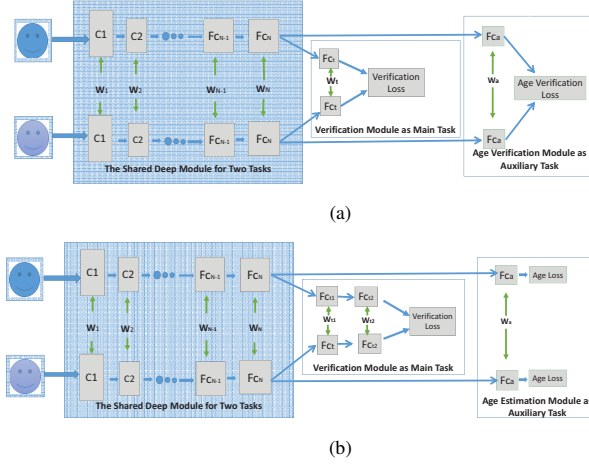 C1 C2 FcN-1 FcN
Fct
Fca
W1 W2 WN-1 WN
Wt
Verification Loss
Wa
Age Verification Loss
Fct
C1 C2 FcN-1 FcN
Verification Module as Main Task
Fca
The Shared Deep Module for Two Tasks
Age Verification Module as Auxiliary Task
(a)
C1 C2 FcN-1 FcN
Fca Age Loss
Fct1 Fct2
W1 W2 WN-1 WN
Wt1 Wt2
Verification Loss
Wa
Fct Fct2
Verification Module as Main Task
C1 C2 FcN-1 FcN
Fca Age Loss
The Shared Deep Module for Two Tasks
Age Estimation Module as Auxiliary Task
(b)